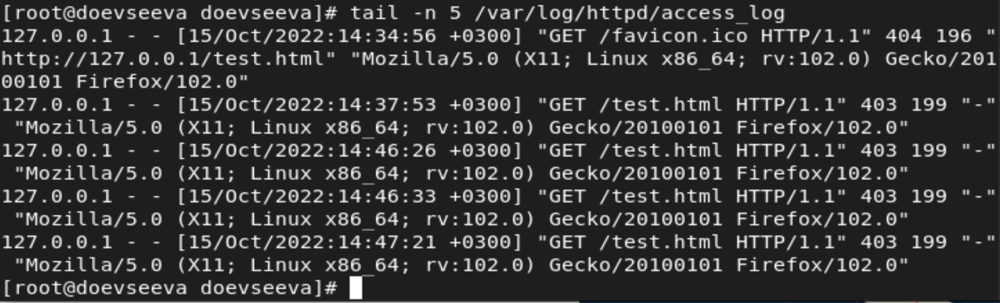 [root@doevseeva doevseeva]# tail -n 5 /var/log/httpd/access_log
127.0.0.1 - - [15/Oct/2022:14:34:56 +0300] "GET /favicon.ico HTTP/1.1" 404 196 "
http://127.0.0.1/test.html" "Mozilla/5.0 (X11; Linux x86_64; rv:102.0) Gecko/201
00101 Firefox/102.0"
127.0.0.1 - - [15/Oct/2022:14:37:53 +0300] "GET /test.html HTTP/1.1" 403 199 "-"
 "Mozilla/5.0 (X11; Linux x86_64; rv:102.0) Gecko/20100101 Firefox/102.0"
127.0.0.1 - - [15/Oct/2022:14:46:26 +0300] "GET /test.html HTTP/1.1" 403 199 "-"
 "Mozilla/5.0 (X11; Linux x86_64; rv:102.0) Gecko/20100101 Firefox/102.0"
127.0.0.1 - - [15/Oct/2022:14:46:33 +0300] "GET /test.html HTTP/1.1" 403 199 "-"
 "Mozilla/5.0 (X11; Linux x86_64; rv:102.0) Gecko/20100101 Firefox/102.0"
127.0.0.1 - - [15/Oct/2022:14:47:21 +0300] "GET /test.html HTTP/1.1" 403 199 "-"
 "Mozilla/5.0 (X11; Linux x86_64; rv:102.0) Gecko/20100101 Firefox/102.0"
[root@doevseeva doevseeva]#